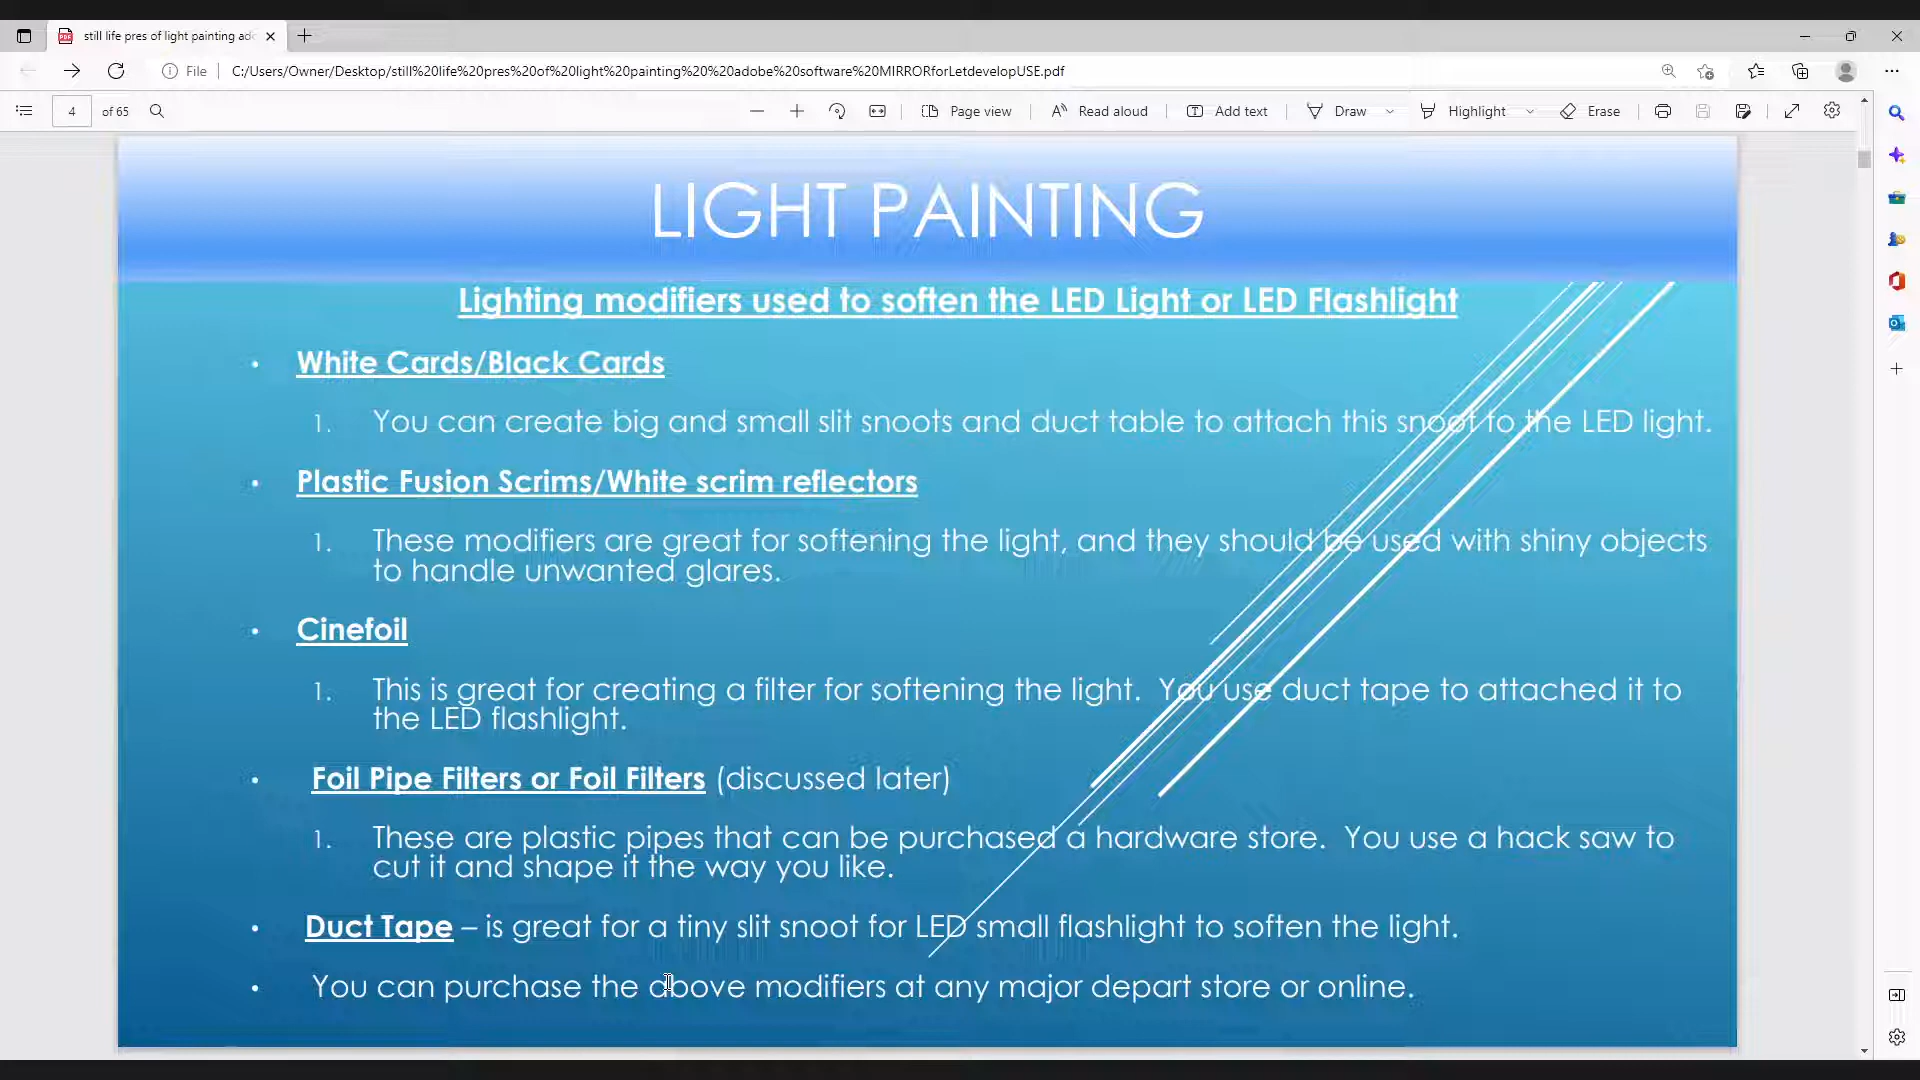 still life pres of light painting ad
File
C:/Users/Owner/Desktop/still%20life%20pres%20of%20light%20painting%20%20adobe%20software%20MIRRORforLetdevelopUSE.pdf
4 of 65
Page view
Read aloud
Add text
Draw
Highlight
Erase
LIGHT PAINTING
Lighting modifiers used to soften the LED Light or LED Flashlight
• White Cards/Black Cards
1. You can create big and small slit snoots and duct table to attach this snoot to the LED light.
• Plastic Fusion Scrims/White scrim reflectors
1. These modifiers are great for softening the light, and they should be used with shiny objects
to handle unwanted glares.
• Cinefoil
1. This is great for creating a filter for softening the light. You use duct tape to attached it to
the LED flashlight.
• Foil Pipe Filters or Foil Filters (discussed later)
1. These are plastic pipes that can be purchased a hardware store. You use a hack saw to
cut it and shape it the way you like.
• Duct Tape – is great for a tiny slit snoot for LED small flashlight to soften the light.
• You can purchase the above modifiers at any major depart store or online.